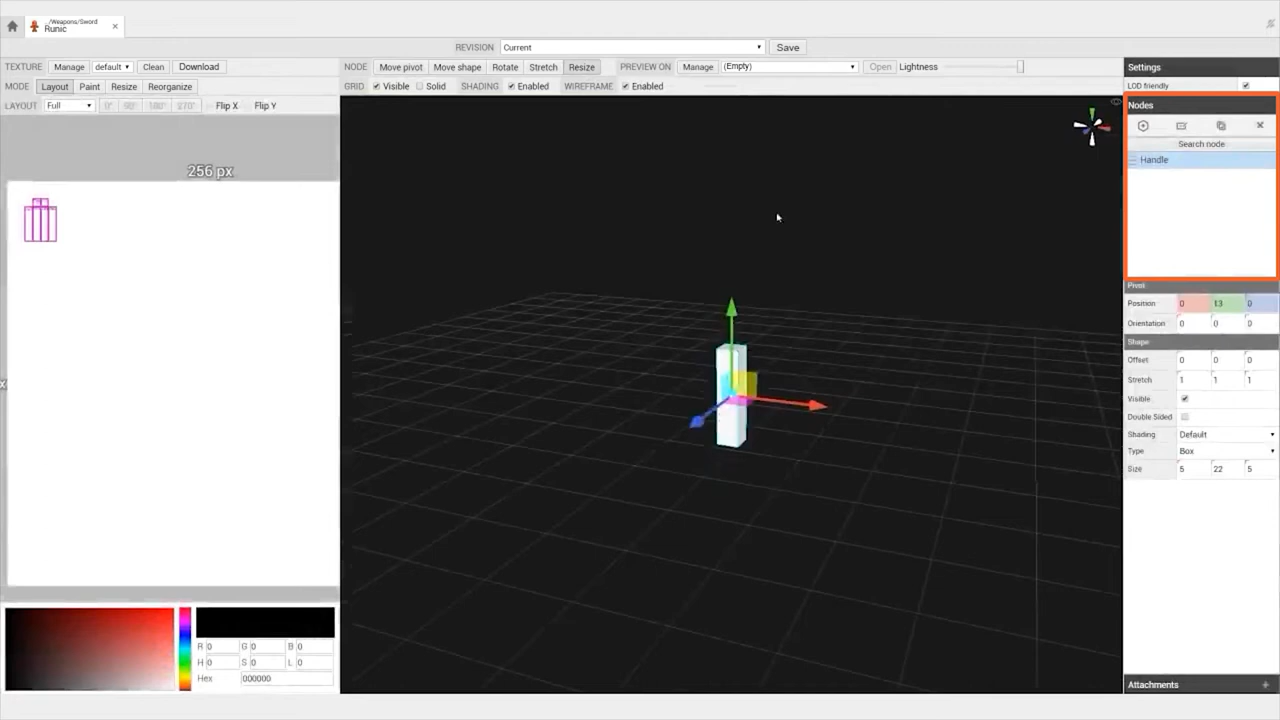 ../Weapons/Sword
Runic
REVISION Current Save
TEXTURE Manage default Clean Download
NODE Move pivot Move shape Rotate Stretch Resize PREVIEW ON Manage (Empty) Open Lightness
Settings
MODE Layout Paint Resize Reorganize
GRID Visible Solid SHADING Enabled WIREFRAME Enabled
LOD friendly
LAYOUT Full 0° 90° 180° 270° Flip X Flip Y
Nodes
Search node
Handle
256 px
x
Pivot
Position 0 13 0
Orientation 0 0 0
Shape
Offset 0 0 0
Stretch 1 1 1
Visible
Double Sided
Shading Default
Type Box
Size 5 22 5
R 0 G 0 B 0
H 0 S 0 L 0
Hex 000000
Attachments +